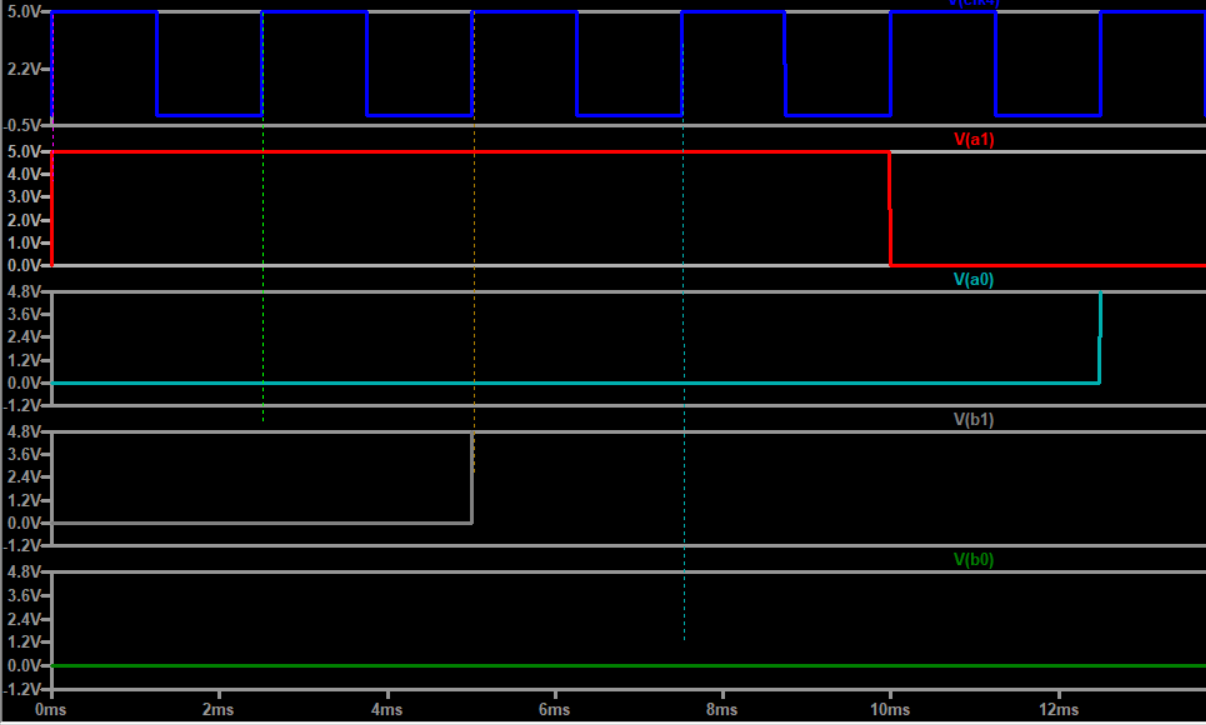 V(clk4)
5.0V
2.2V
-0.5V
V(a1)
5.0V
4.0V
3.0V
2.0V
1.0V
0.0V
V(a0)
4.8V
3.6V
2.4V
1.2V
0.0V
-1.2V
V(b1)
4.8V
3.6V
2.4V
1.2V
0.0V
-1.2V
V(b0)
4.8V
3.6V
2.4V
1.2V
0.0V
-1.2V
0ms 2ms 4ms 6ms 8ms 10ms 12ms